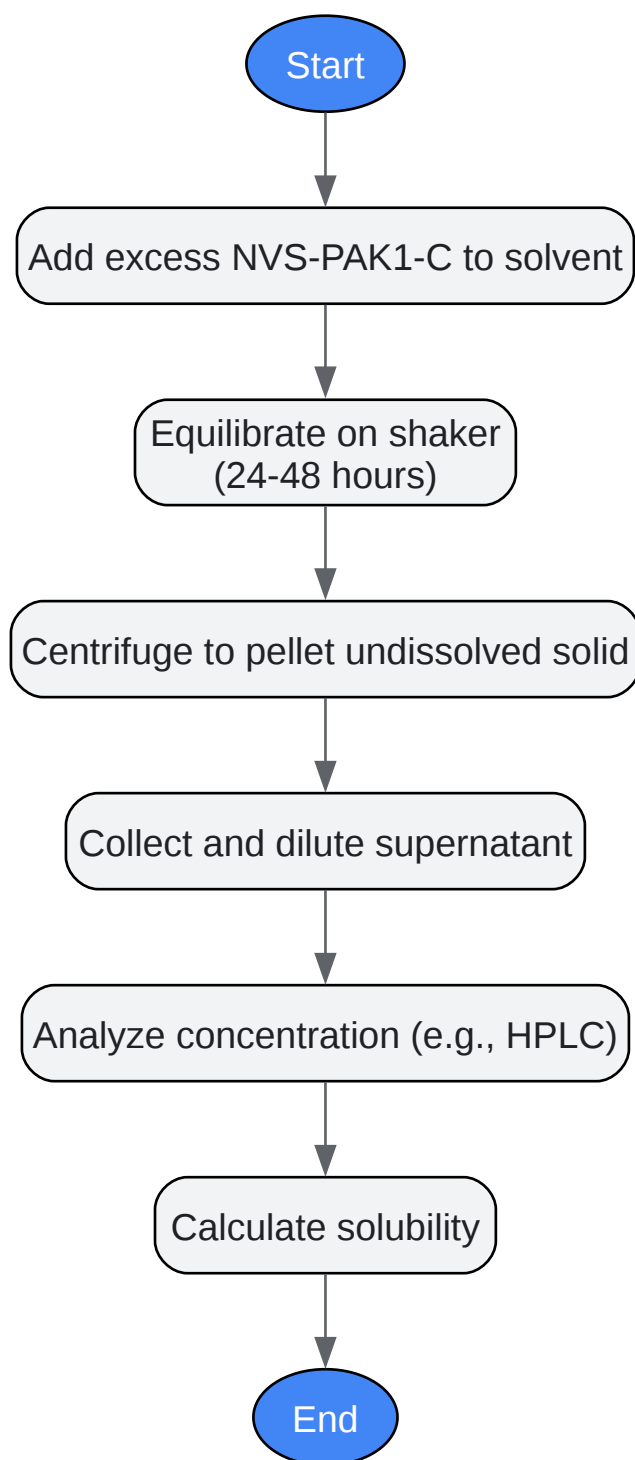 Start
Add excess NVS-PAK1-C to solvent
Equilibrate on shaker
(24-48 hours)
Centrifuge to pellet undissolved solid
Collect and dilute supernatant
Analyze concentration (e.g., HPLC)
Calculate solubility
End